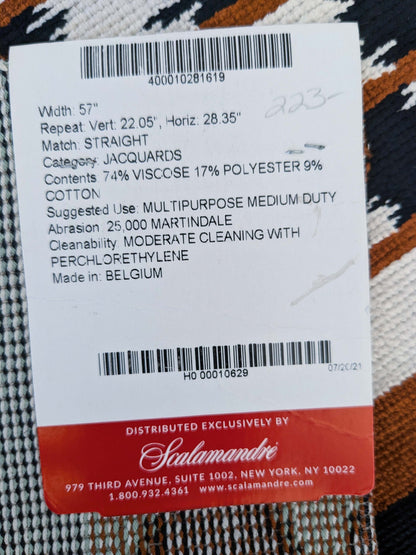 400010281619
223-
Width: 57"
Repeat: Vert: 22.05", Horiz: 28.35"
Match: STRAIGHT
Category: JACQUARDS
Contents: 74% VISCOSE 17% POLYESTER 9%
COTTON
Suggested Use: MULTIPURPOSE MEDIUM DUTY
Abrasion: 25,000 MARTINDALE
Cleanability: MODERATE CLEANING WITH
PERCHLORETHYLENE
Made in: BELGIUM
H0 00010629
07/20/21
DISTRIBUTED EXCLUSIVELY BY
Scalamandré
979 THIRD AVENUE, SUITE 1002, NEW YORK, NY 10022
1.800.932.4361 www.scalamandre.com